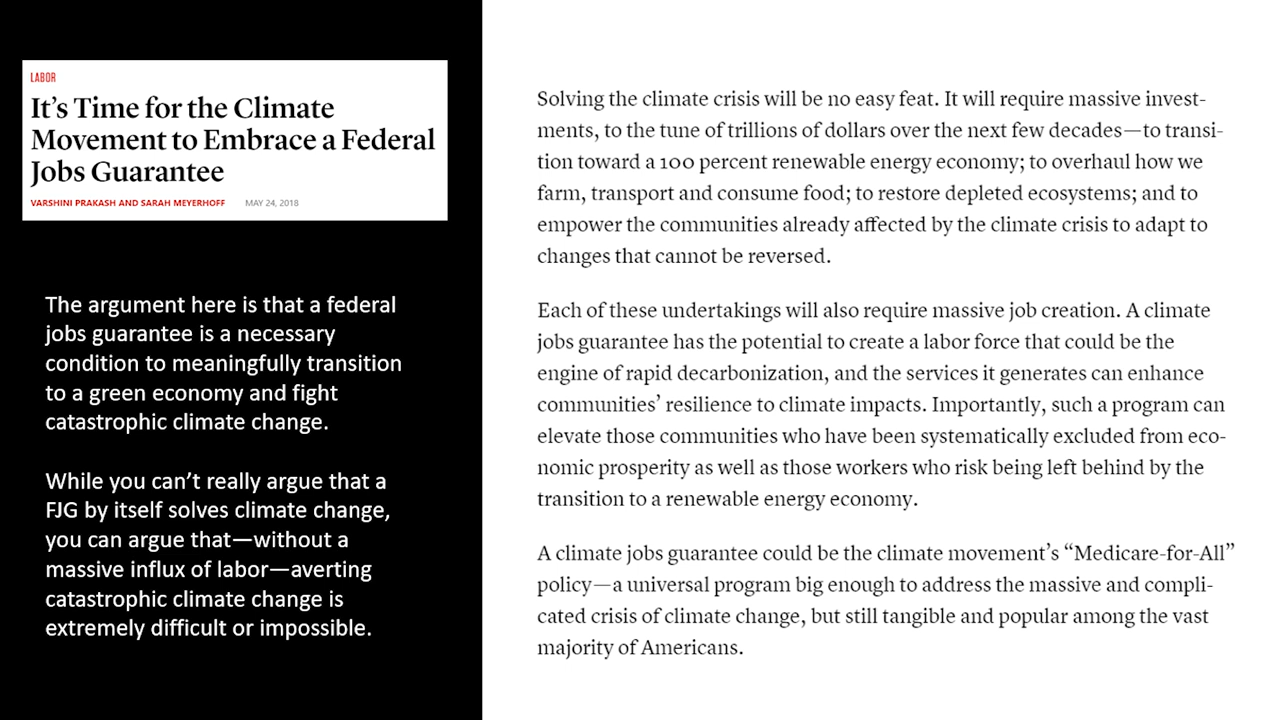 LABOR
It's Time for the Climate
Movement to Embrace a Federal
Jobs Guarantee
VARSHINI PRAKASH AND SARAH MEYERHOFF MAY 24, 2018
The argument here is that a federal
jobs guarantee is a necessary
condition to meaningfully transition
to a green economy and fight
catastrophic climate change.
While you can't really argue that a
FJG by itself solves climate change,
you can argue that—without a
massive influx of labor—averting
catastrophic climate change is
extremely difficult or impossible.
Solving the climate crisis will be no easy feat. It will require massive invest-
ments, to the tune of trillions of dollars over the next few decades—to transi-
tion toward a 100 percent renewable energy economy; to overhaul how we
farm, transport and consume food; to restore depleted ecosystems; and to
empower the communities already affected by the climate crisis to adapt to
changes that cannot be reversed.
Each of these undertakings will also require massive job creation. A climate
jobs guarantee has the potential to create a labor force that could be the
engine of rapid decarbonization, and the services it generates can enhance
communities' resilience to climate impacts. Importantly, such a program can
elevate those communities who have been systematically excluded from eco-
nomic prosperity as well as those workers who risk being left behind by the
transition to a renewable energy economy.
A climate jobs guarantee could be the climate movement's “Medicare-for-All”
policy—a universal program big enough to address the massive and compli-
cated crisis of climate change, but still tangible and popular among the vast
majority of Americans.